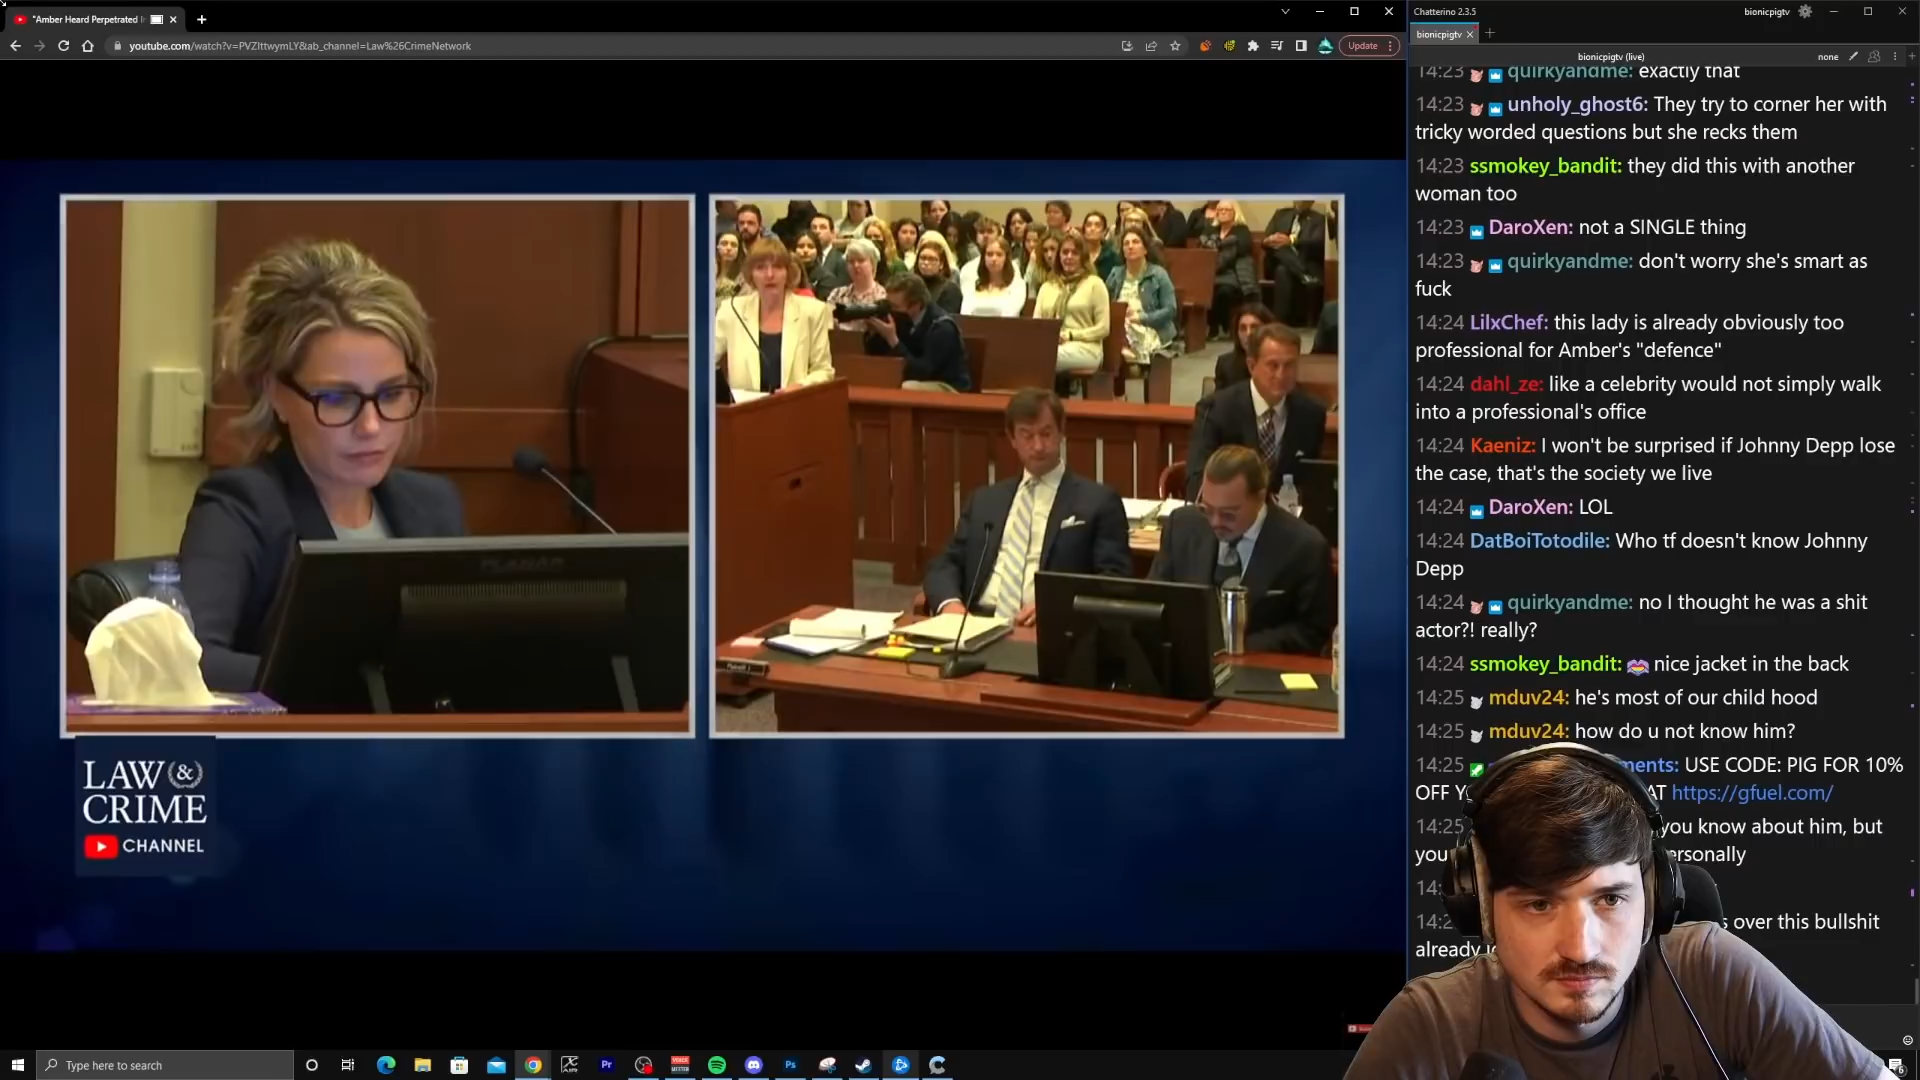 "Amber Heard Perpetrated I
youtube.com/watch?v=PVZIttwymLY&ab_channel=Law%26CrimeNetwork
Update
LAW &
CRIME
CHANNEL
Type here to search
Chatterino 2.3.5
bionicpigtv
bionicpigtv
bionicpigtv (live)
none
14:23 quirkyandme: exactly that
14:23 unholy_ghost6: They try to corner her with
tricky worded questions but she recks them
14:23 ssmokey_bandit: they did this with another
woman too
14:23 DaroXen: not a SINGLE thing
14:23 quirkyandme: don't worry she's smart as
fuck
14:24 LilxChef: this lady is already obviously too
professional for Amber's "defence"
14:24 dahl_ze: like a celebrity would not simply walk
into a professional's office
14:24 Kaeniz: I won't be surprised if Johnny Depp lose
the case, that's the society we live
14:24 DaroXen: LOL
14:24 DatBoiTotodile: Who tf doesn't know Johnny
Depp
14:24 quirkyandme: no I thought he was a shit
actor?! really?
14:24 ssmokey_bandit: nice jacket in the back
14:25 mduv24: he's most of our child hood
14:25 mduv24: how do u not know him?
14:25 ments: USE CODE: PIG FOR 10%
OFF AT https://gfuel.com/
14:25 you know about him, but
you ersonally
14:
14:2 over this bullshit
already